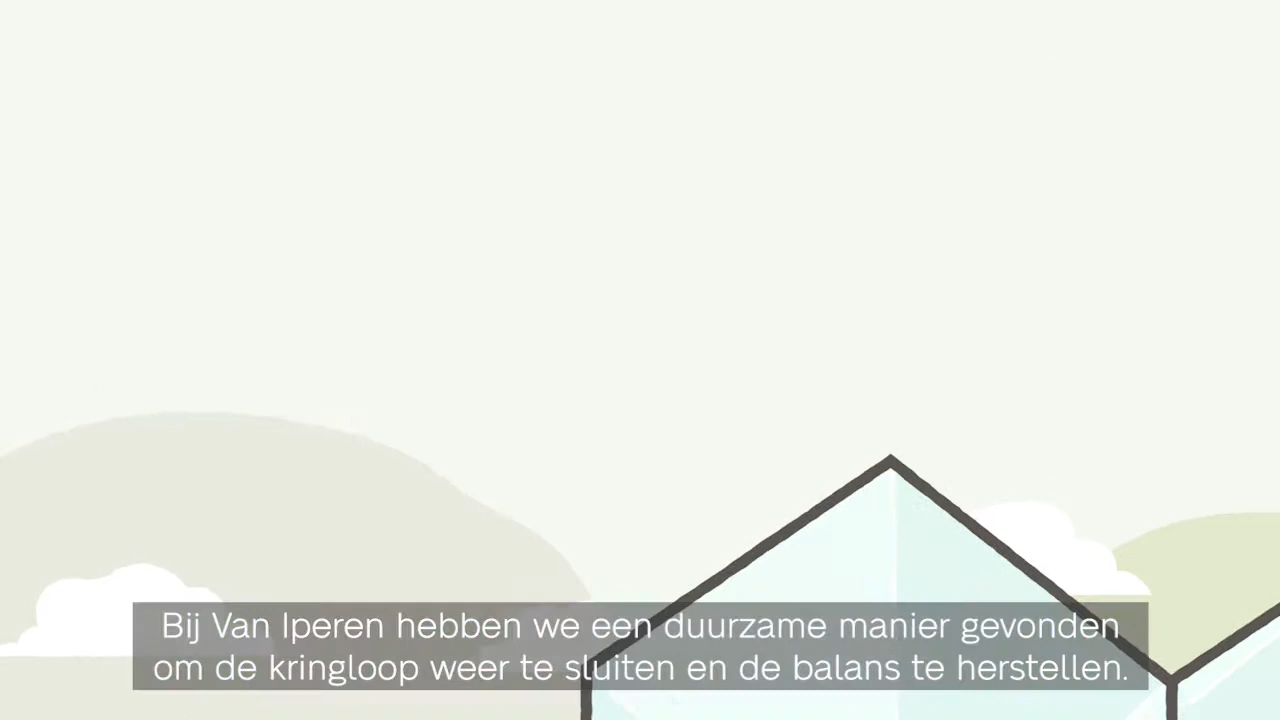 Bij Van Iperen hebben we een duurzame manier gevonden
om de kringloop weer te sluiten en de balans te herstellen.